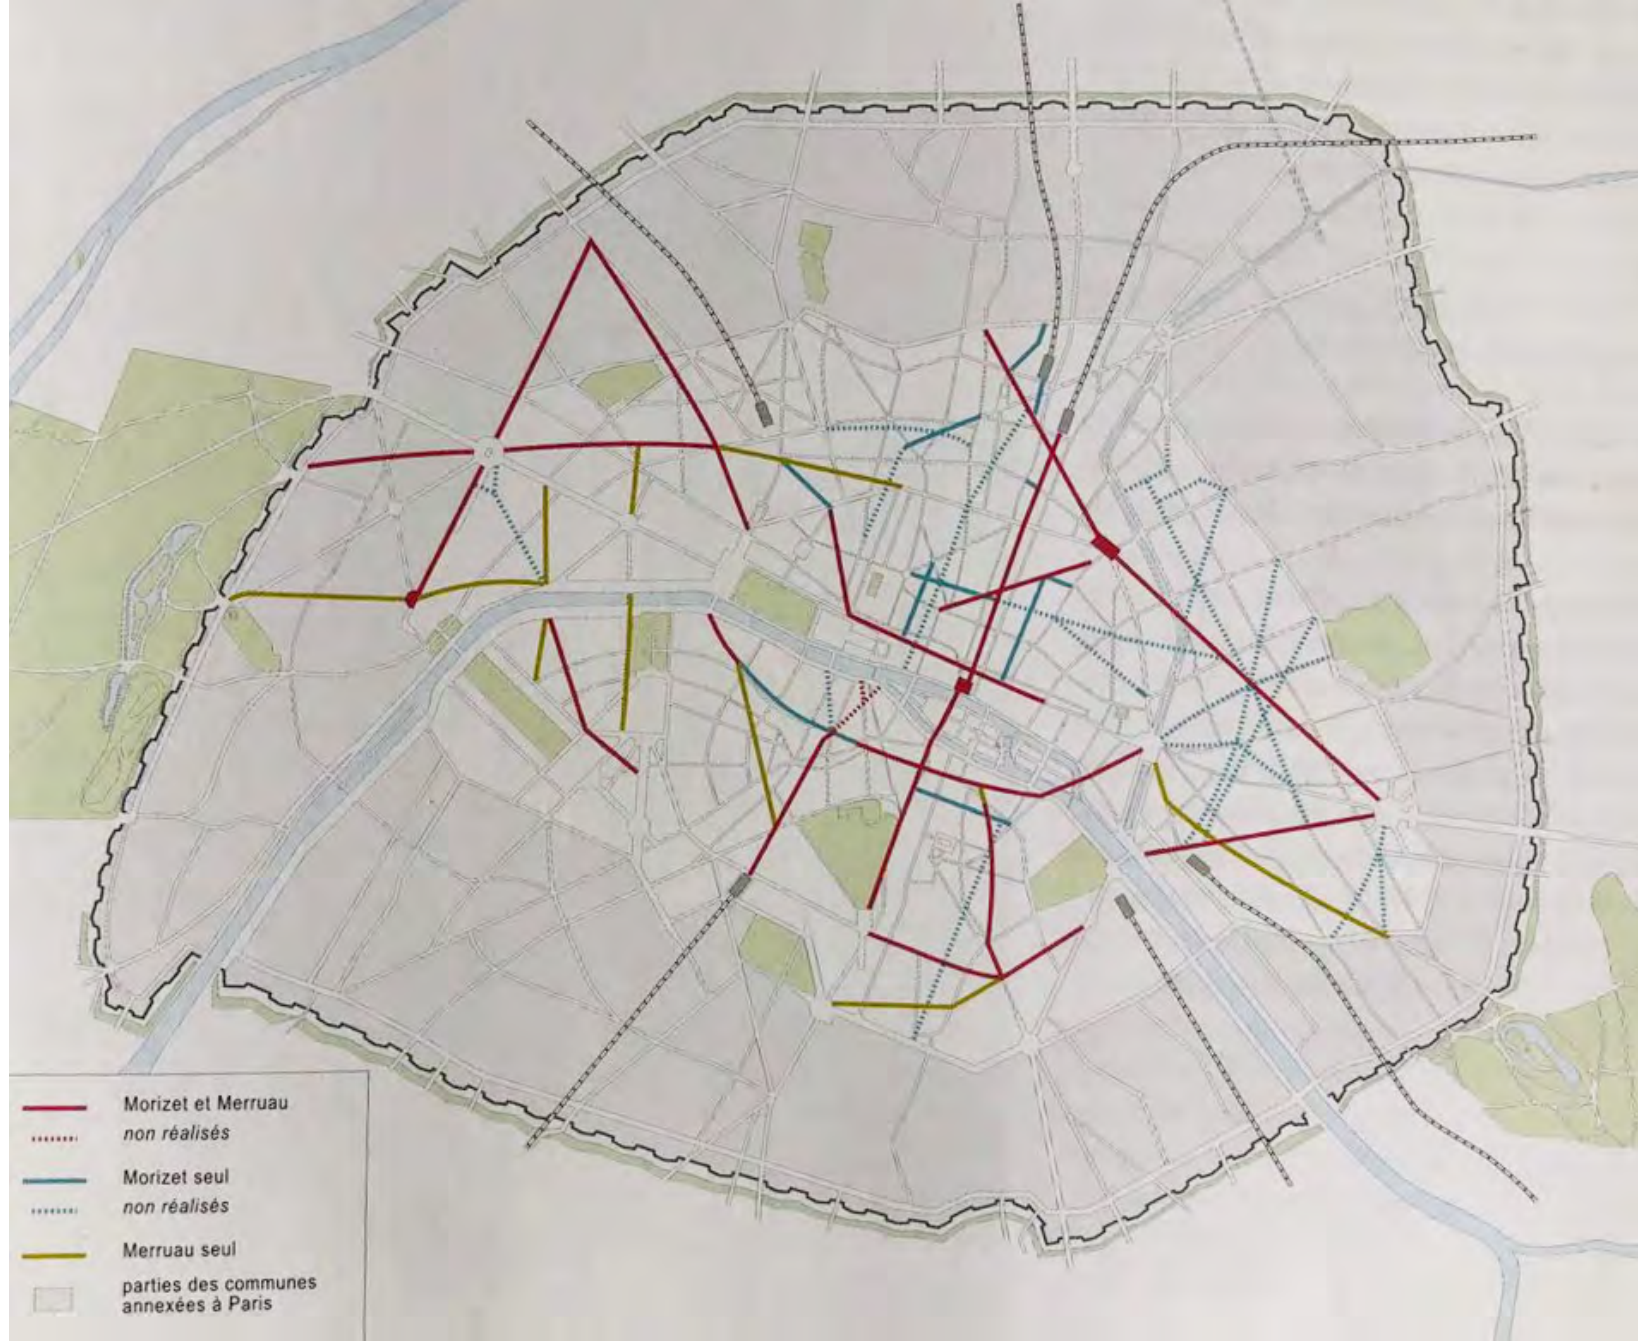 Morizet et Merruau
non réalisés
Morizet seul
non réalisés
Merruau seul
parties des communes
annexées à Paris